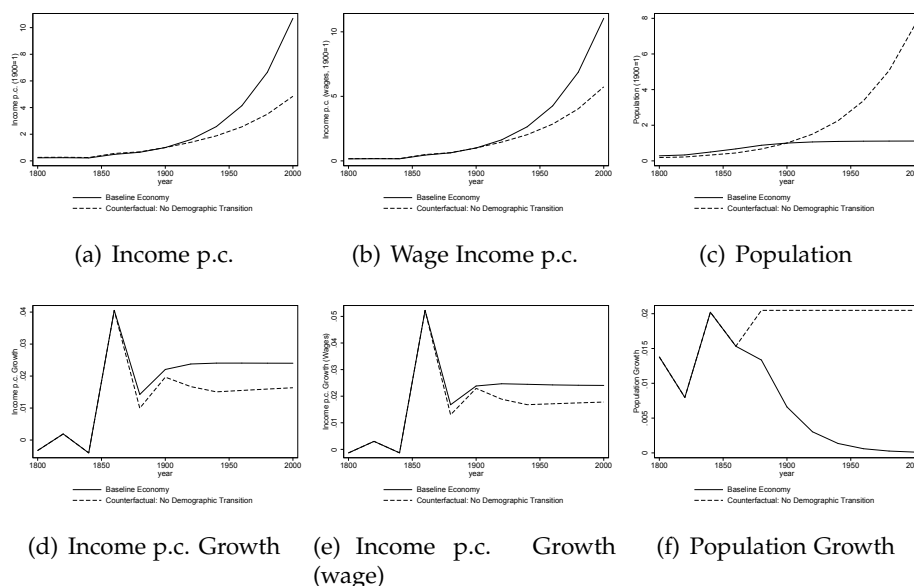 Income p.c. (1900=1)
0 2 4 6 8 10
1800 1850 1900 1950 2000
year
Baseline Economy
Counterfactual: No Demographic Transition
(a) Income p.c.
Income p.c. (wages, 1900=1)
0 5 10
1800 1850 1900 1950 2000
year
Baseline Economy
Counterfactual: No Demographic Transition
(b) Wage Income p.c.
Population (1900=1)
0 2 4 6 8
1800 1850 1900 1950 2000
year
Baseline Economy
Counterfactual: No Demographic Transition
(c) Population
Income p.c. Growth
0 .01 .02 .03 .04
1800 1850 1900 1950 2000
year
Baseline Economy
Counterfactual: No Demographic Transition
(d) Income p.c. Growth
Income p.c. Growth (Wages)
0 .01 .02 .03 .04 .05
1800 1850 1900 1950 2000
year
Baseline Economy
Counterfactual: No Demographic Transition
(e) Income p.c. Growth
(wage)
Population Growth
0 .005 .01 .015 .02
1800 1850 1900 1950 2000
year
Baseline Economy
Counterfactual: No Demographic Transition
(f) Population Growth